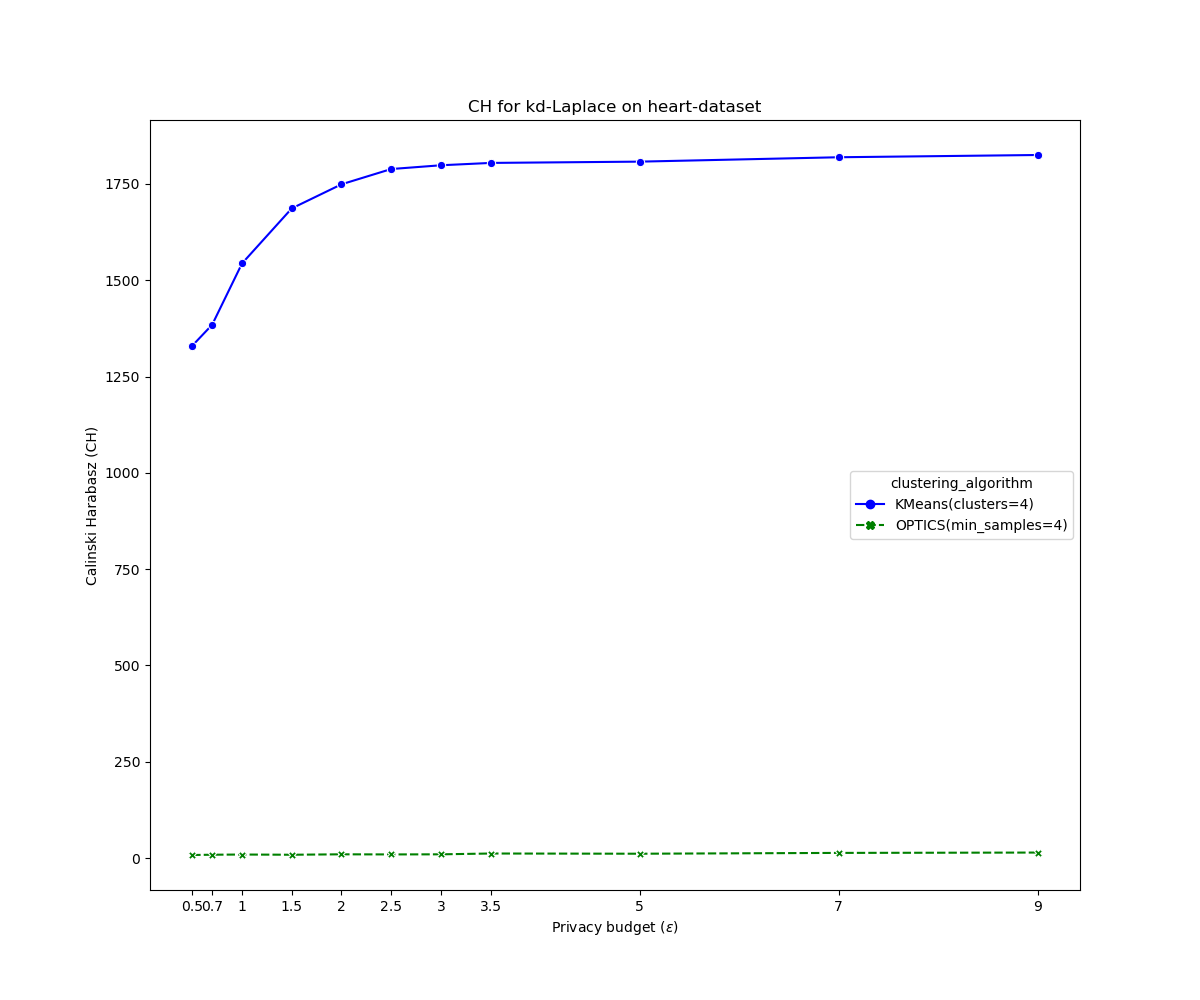 CH for kd-Laplace on heart-dataset
Calinski Harabasz (CH)
1750
1500
1250
1000
750
500
250
0
clustering_algorithm
KMeans(clusters=4)
OPTICS(min_samples=4)
0.5 0.7 1 1.5 2 2.5 3 3.5 5 7 9
Privacy budget (ε)